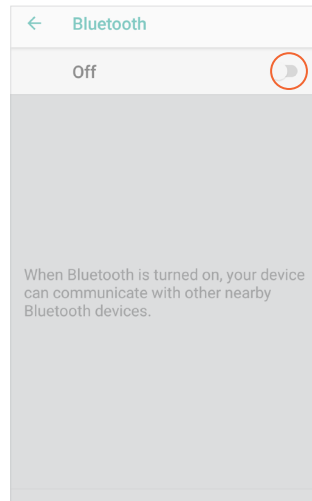 Bluetooth
Off
When Bluetooth is turned on, your device
can communicate with other nearby
Bluetooth devices.